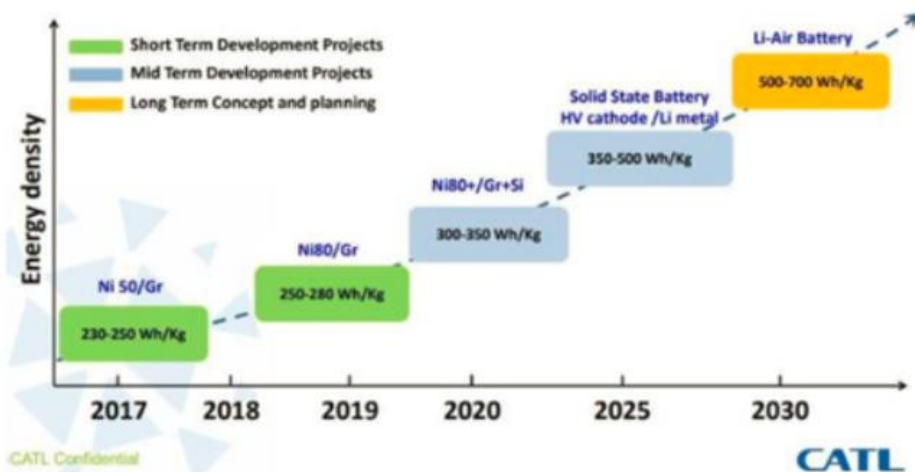 Short Term Development Projects
Mid Term Development Projects
Long Term Concept and planning
Energy density
Li-Air Battery
500-700 Wh/Kg
Solid State Battery
HV cathode /Li metal
350-500 Wh/Kg
Ni80+/Gr+Si
300-350 Wh/Kg
Ni80/Gr
250-280 Wh/Kg
Ni 50/Gr
230-250 Wh/Kg
2017 2018 2019 2020 2025 2030
CATL Confidential
CATL